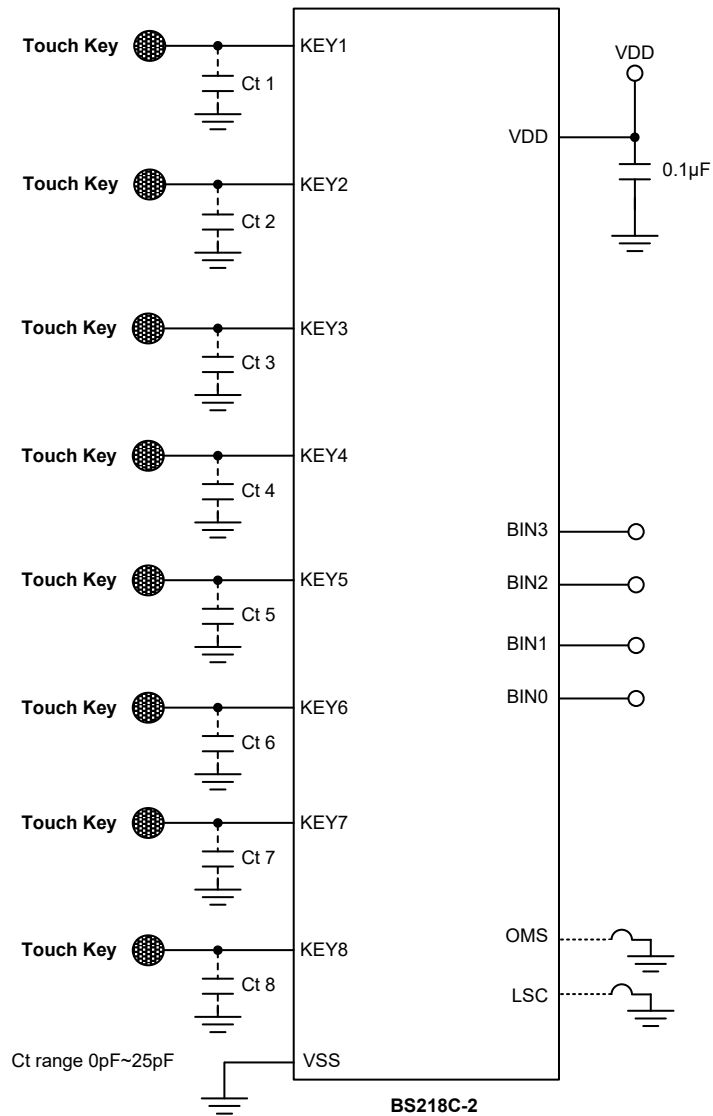 Touch Key
KEY1
Ct 1
VDD
VDD
0.1µF
Touch Key
KEY2
Ct 2
Touch Key
KEY3
Ct 3
Touch Key
KEY4
Ct 4
BIN3
Touch Key
KEY5
BIN2
Ct 5
BIN1
Touch Key
KEY6
BIN0
Ct 6
Touch Key
KEY7
Ct 7
Touch Key
KEY8
OMS
Ct 8
LSC
Ct range 0pF~25pF
VSS
BS218C-2